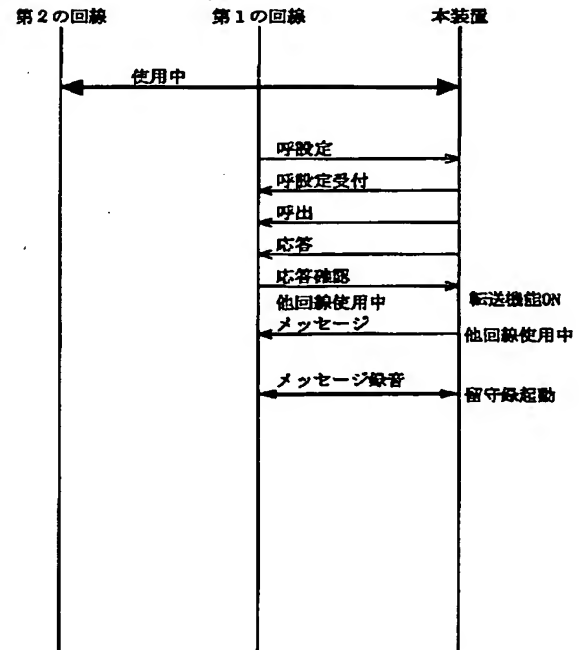 第2の回線 第1の回線 本装置
使用中
呼設定
呼設定受付
呼出
応答
応答確認
転送機能ON
他回線使用中
メッセージ
他回線使用中
メッセージ録音
留守録起動